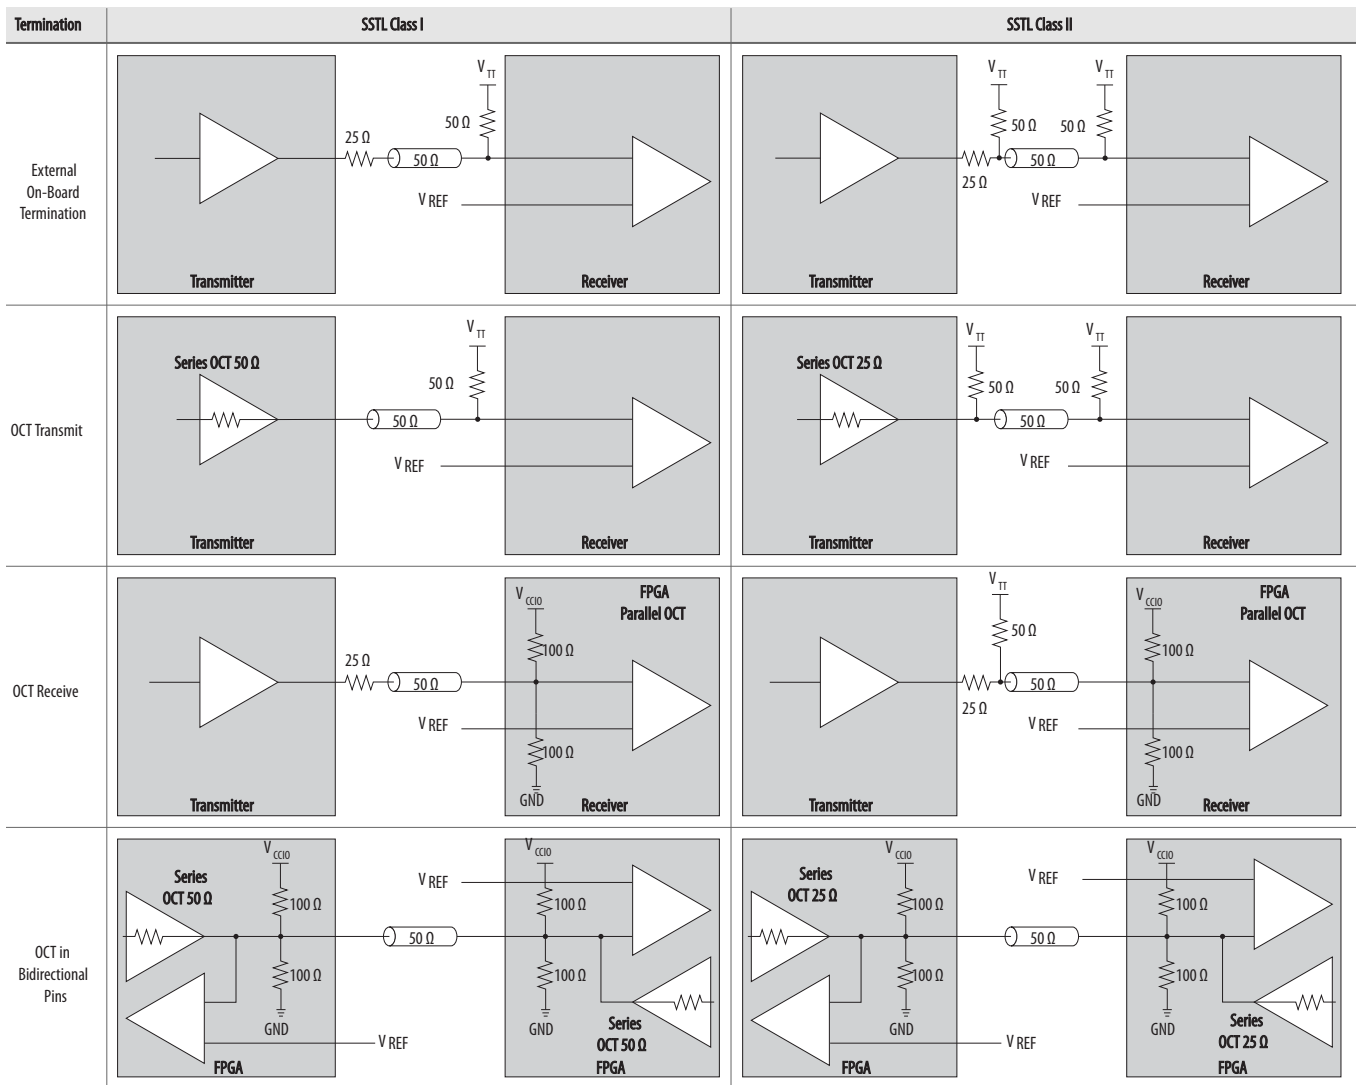 Termination
SSTL Class I
SSTL Class II
External
On-Board
Termination
V TT
50 Ω
25 Ω
50 Ω
V REF
Transmitter
Receiver
V TT
V TT
50 Ω
50 Ω
25 Ω
50 Ω
V REF
Transmitter
Receiver
OCT Transmit
Series OCT 50 Ω
V TT
50 Ω
50 Ω
V REF
Transmitter
Receiver
Series OCT 25 Ω
V TT
V TT
50 Ω
50 Ω
50 Ω
V REF
Transmitter
Receiver
OCT Receive
25 Ω
50 Ω
V REF
V CCIO
FPGA
Parallel OCT
100 Ω
100 Ω
GND
Transmitter
Receiver
V TT
50 Ω
25 Ω
50 Ω
V REF
V CCIO
FPGA
Parallel OCT
100 Ω
100 Ω
GND
Transmitter
Receiver
OCT in
Bidirectional
Pins
Series
OCT 50 Ω
V CCIO
100 Ω
100 Ω
GND
V REF
50 Ω
V REF
FPGA
V CCIO
100 Ω
100 Ω
GND
Series
OCT 50 Ω
FPGA
Series
OCT 25 Ω
V CCIO
100 Ω
100 Ω
GND
V REF
50 Ω
V REF
FPGA
V CCIO
100 Ω
100 Ω
GND
Series
OCT 25 Ω
FPGA